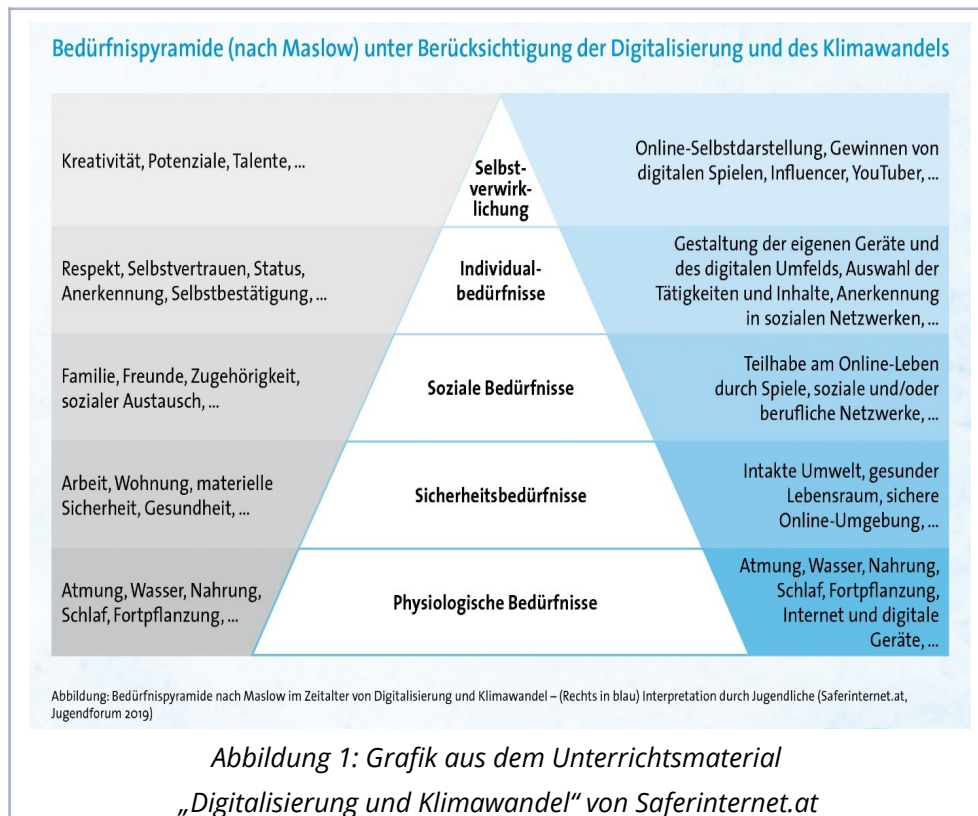 Bedürfnispyramide (nach Maslow) unter Berücksichtigung der Digitalisierung und des Klimawandels
Kreativität, Potenziale, Talente, ...
Selbst-
verwirk-
lichung
Online-Selbstdarstellung, Gewinnen von
digitalen Spielen, Influencer, YouTuber, ...
Respekt, Selbstvertrauen, Status,
Anerkennung, Selbstbestätigung, ...
Individual-
bedürfnisse
Gestaltung der eigenen Geräte und
des digitalen Umfelds, Auswahl der
Tätigkeiten und Inhalte, Anerkennung
in sozialen Netzwerken, ...
Familie, Freunde, Zugehörigkeit,
sozialer Austausch, ...
Soziale Bedürfnisse
Teilhabe am Online-Leben
durch Spiele, soziale und/oder
berufliche Netzwerke, ...
Arbeit, Wohnung, materielle
Sicherheit, Gesundheit, ...
Sicherheitsbedürfnisse
Intakte Umwelt, gesunder
Lebensraum, sichere
Online-Umgebung, ...
Atmung, Wasser, Nahrung,
Schlaf, Fortpflanzung, ...
Physiologische Bedürfnisse
Atmung, Wasser, Nahrung,
Schlaf, Fortpflanzung,
Internet und digitale
Geräte, ...
Abbildung: Bedürfnispyramide nach Maslow im Zeitalter von Digitalisierung und Klimawandel – (Rechts in blau) Interpretation durch Jugendliche (Saferinternet.at,
Jugendforum 2019)
Abbildung 1: Grafik aus dem Unterrichtsmaterial
„Digitalisierung und Klimawandel“ von Saferinternet.at